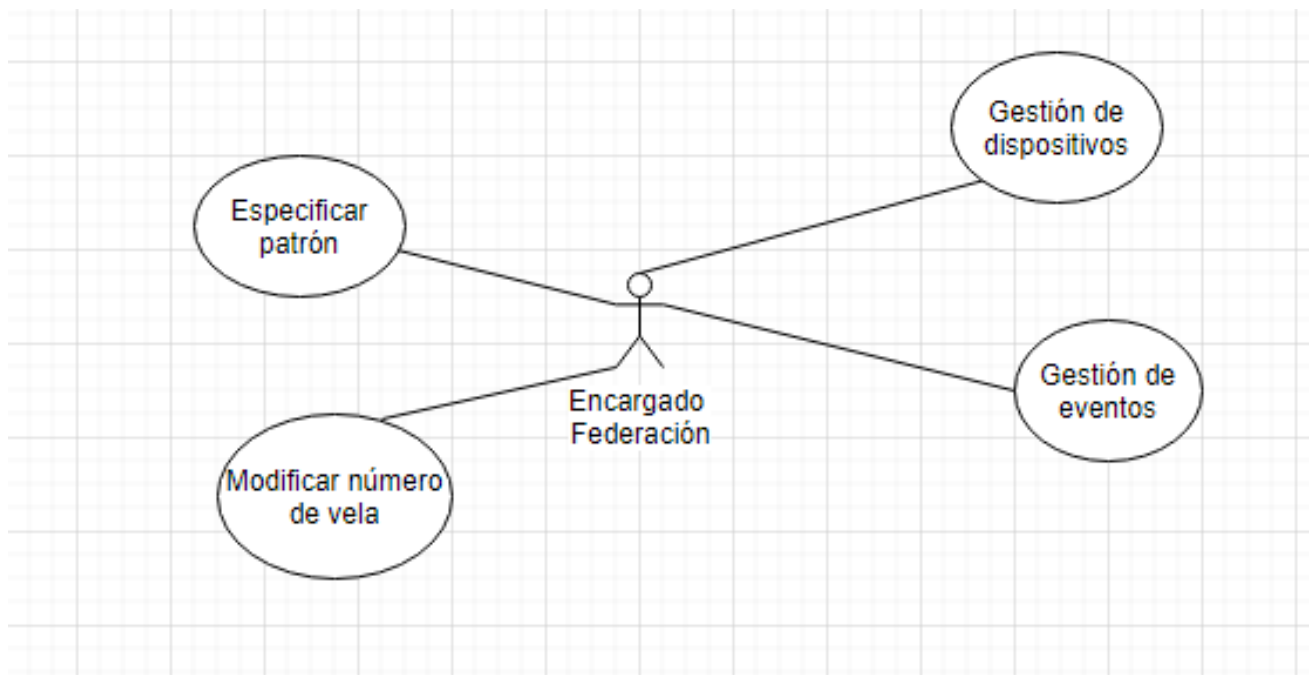 Gestión de
dispositivos
Especificar
patrón
Gestión de
eventos
Encargado
Federación
Modificar número
de vela